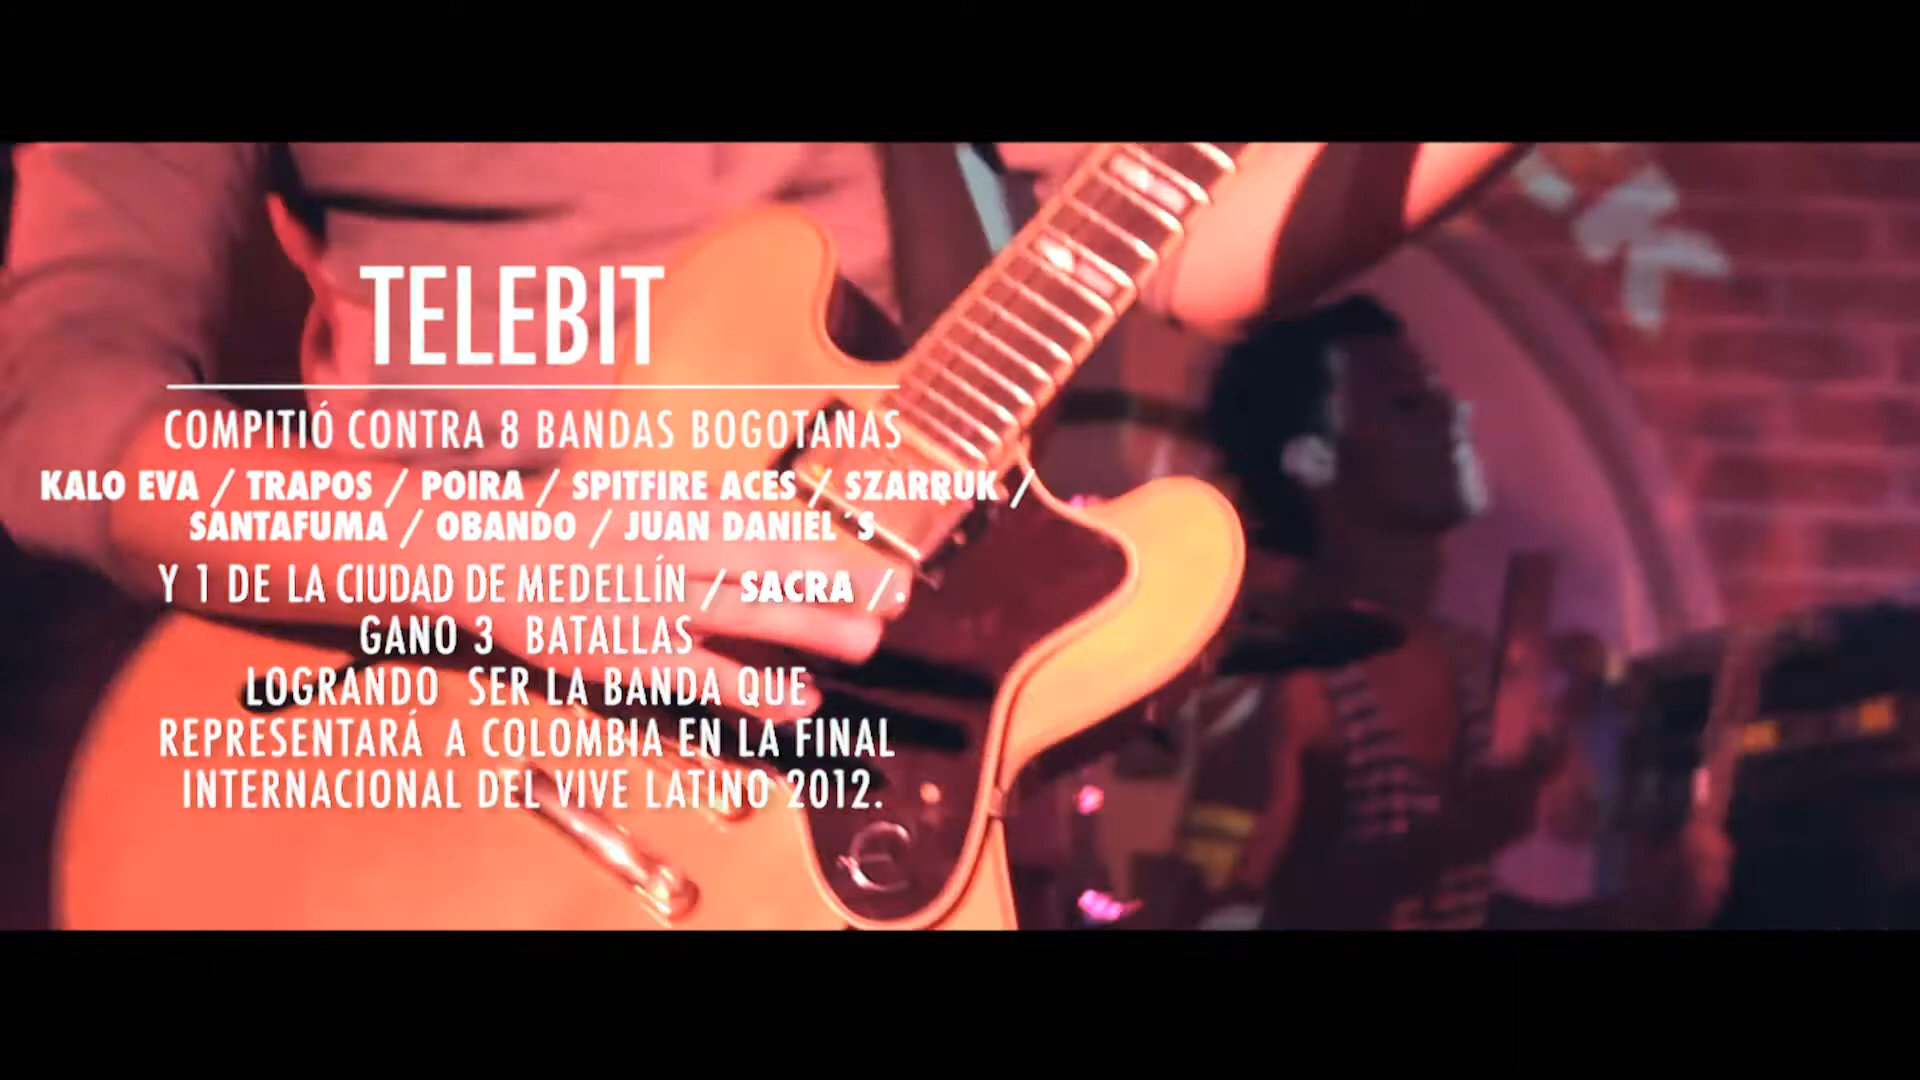 TELEBIT
COMPITIÓ CONTRA 8 BANDAS BOGOTANAS
KALO EVA / TRAPOS / POIRA / SPITFIRE ACES / SZARRUK /
SANTAFUMA / OBANDO / JUAN DANIEL´S
Y 1 DE LA CIUDAD DE MEDELLÍN / SACRA /.
GANO 3 BATALLAS
LOGRANDO SER LA BANDA QUE
REPRESENTARÁ A COLOMBIA EN LA FINAL
INTERNACIONAL DEL VIVE LATINO 2012.